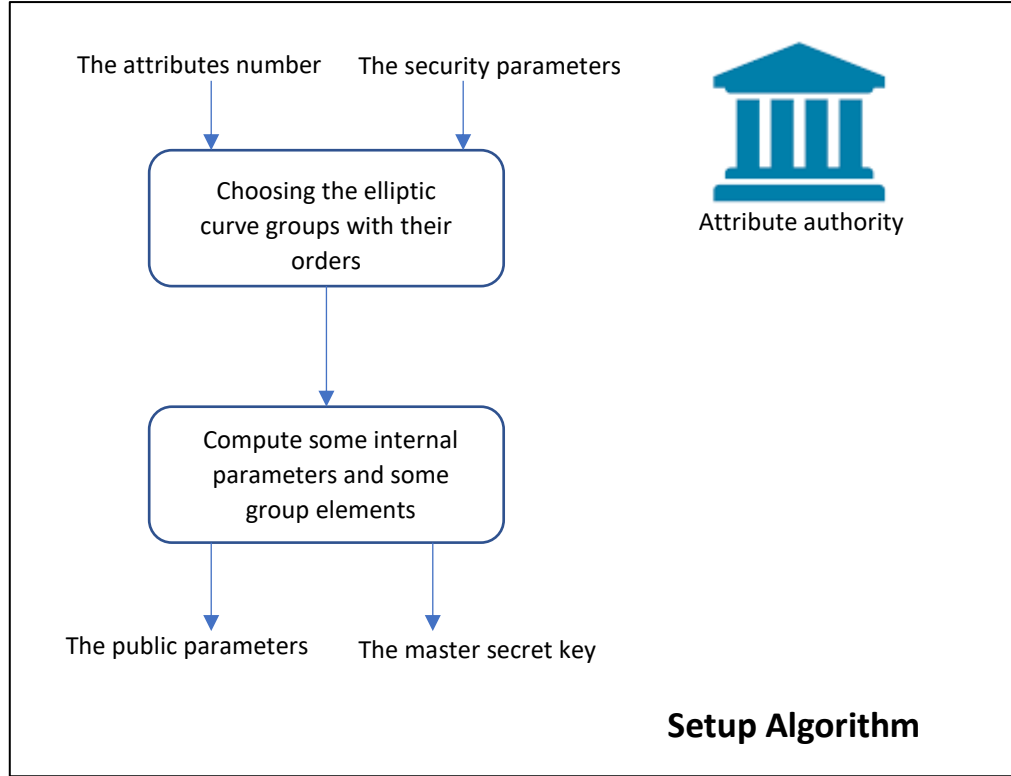 The attributes number
The security parameters
Choosing the elliptic
curve groups with their
orders
Attribute authority
Compute some internal
parameters and some
group elements
The public parameters
The master secret key
Setup Algorithm